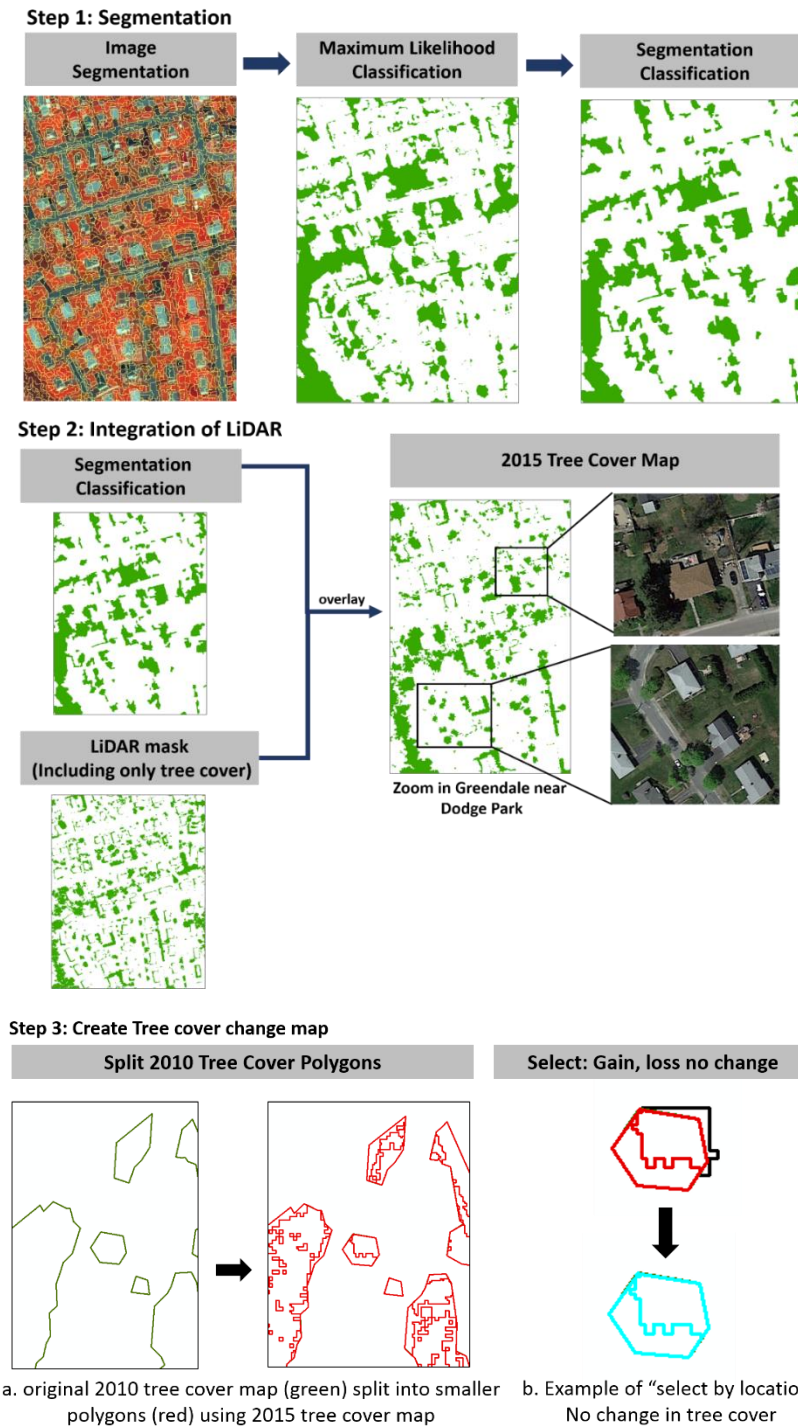 Step 1: Segmentation
Image
Segmentation
Maximum Likelihood
Classification
Segmentation
Classification
Step 2: Integration of LiDAR
Segmentation
Classification
2015 Tree Cover Map
overlay
LiDAR mask
(Including only tree cover)
Zoom in Greendale near
Dodge Park
Step 3: Create Tree cover change map
Split 2010 Tree Cover Polygons
Select: Gain, loss no change
a. original 2010 tree cover map (green) split into smaller
polygons (red) using 2015 tree cover map
b. Example of “select by locatio
No change in tree cover